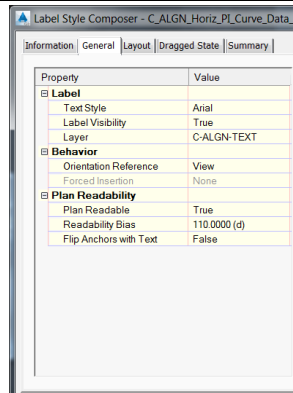 Label Style Composer - C_ALGN_Horiz_PI_Curve_Data_
Information General Layout Dragged State Summary
Property Value
Label
Text Style Arial
Label Visibility True
Layer C-ALGN-TEXT
Behavior
Orientation Reference View
Forced Insertion None
Plan Readability
Plan Readable True
Readability Bias 110.0000 (d)
Flip Anchors with Text False